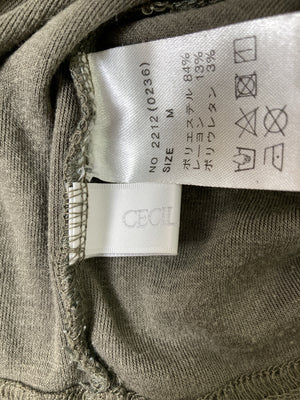 No 2212(0236)
SIZE M
ポリエステル 84%
レーヨン 13%
ポリウレタン 3%
CECIL